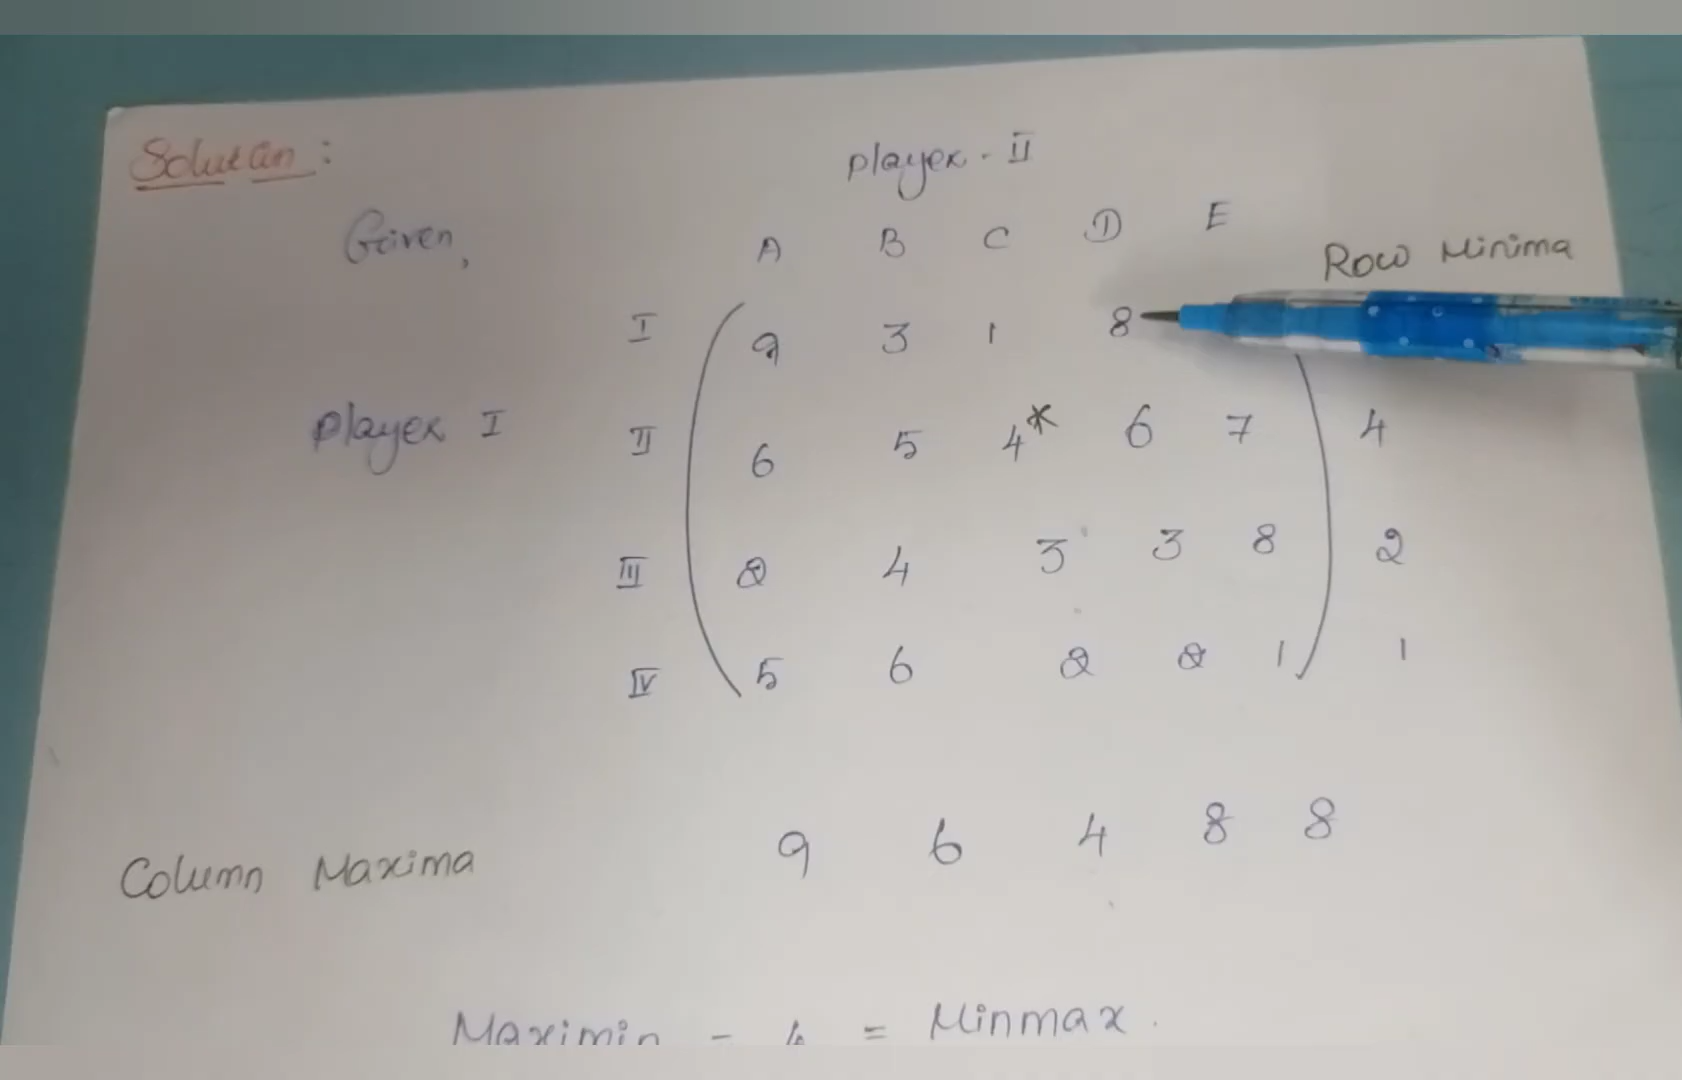 Solution:
Player - II
Given,
A B C D E
Row Minima
I 9 3 1 8
Player I II 6 5 4* 6 7 4
III 2 4 3 3 8 2
IV 5 6 2 2 1 1
Column Maxima 9 6 4 8 8
Maximin = 4 = Minmax.